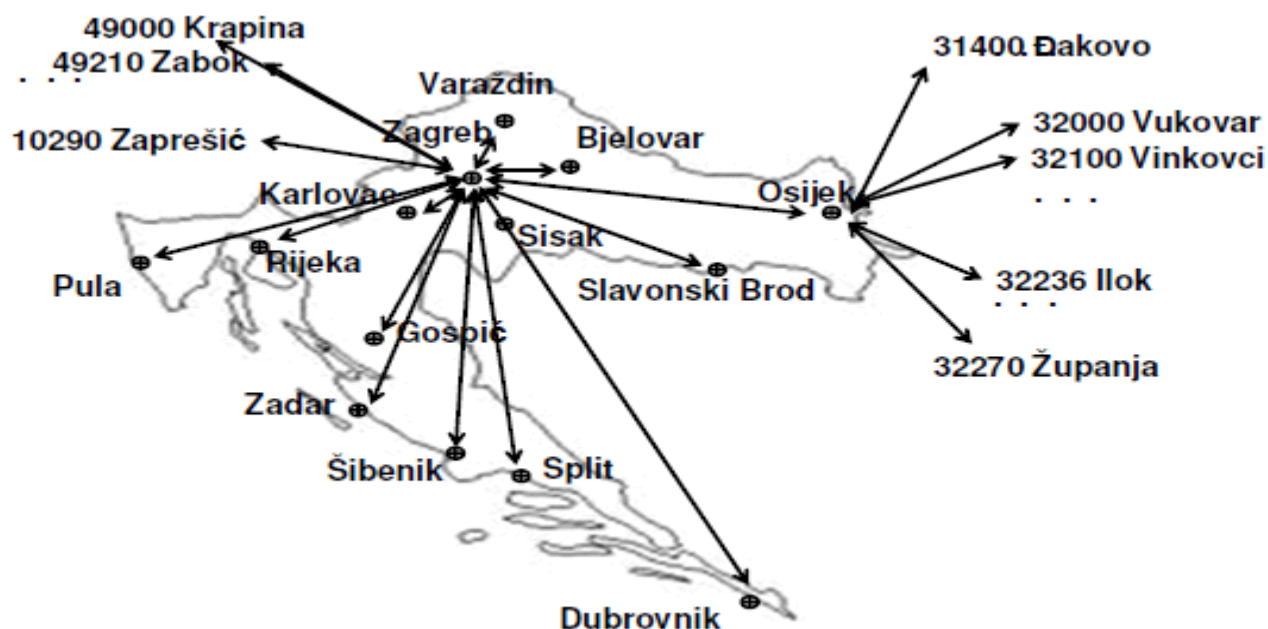 49000 Krapina
49210 Zabok
. . .
10290 Zaprešić
Varaždin
Zagreb
Bjelovar
Karlovac
Osijek
31400 Đakovo
32000 Vukovar
32100 Vinkovci
. . .
Sisak
Rijeka
Pula
Slavonski Brod
32236 Ilok
. . .
32270 Županja
Gospić
Zadar
Šibenik
Split
Dubrovnik